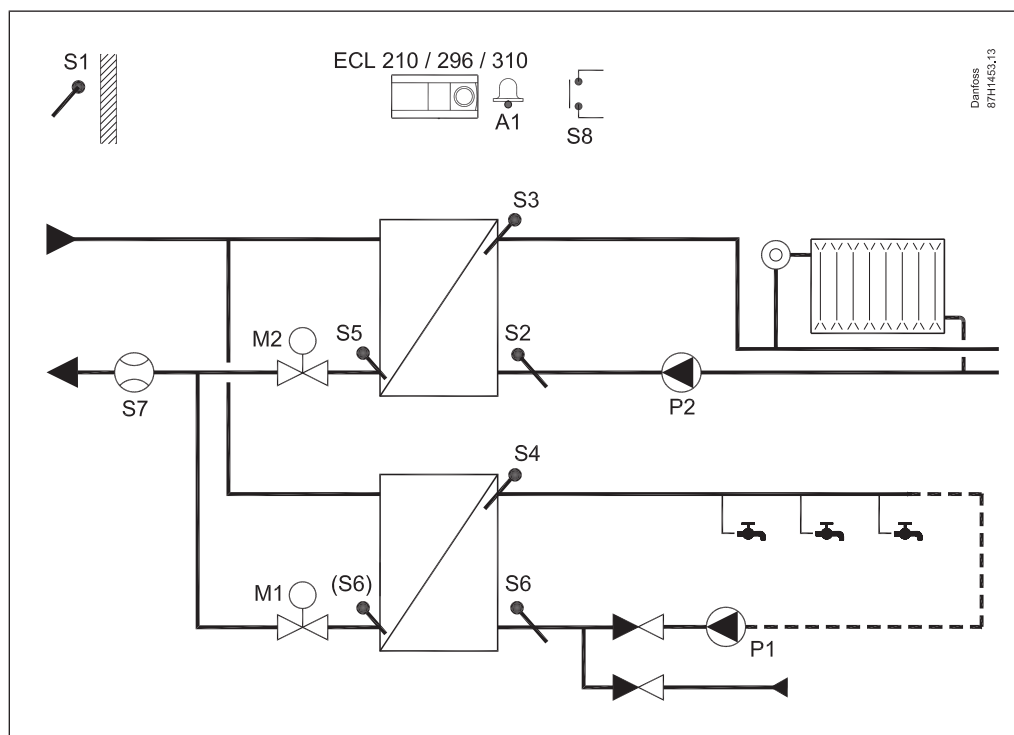 S1
ECL 210 / 296 / 310
A1
S8
Danfoss
87H1453.13
S3
M2
S5
S2
S7
P2
S4
M1
(S6)
S6
P1